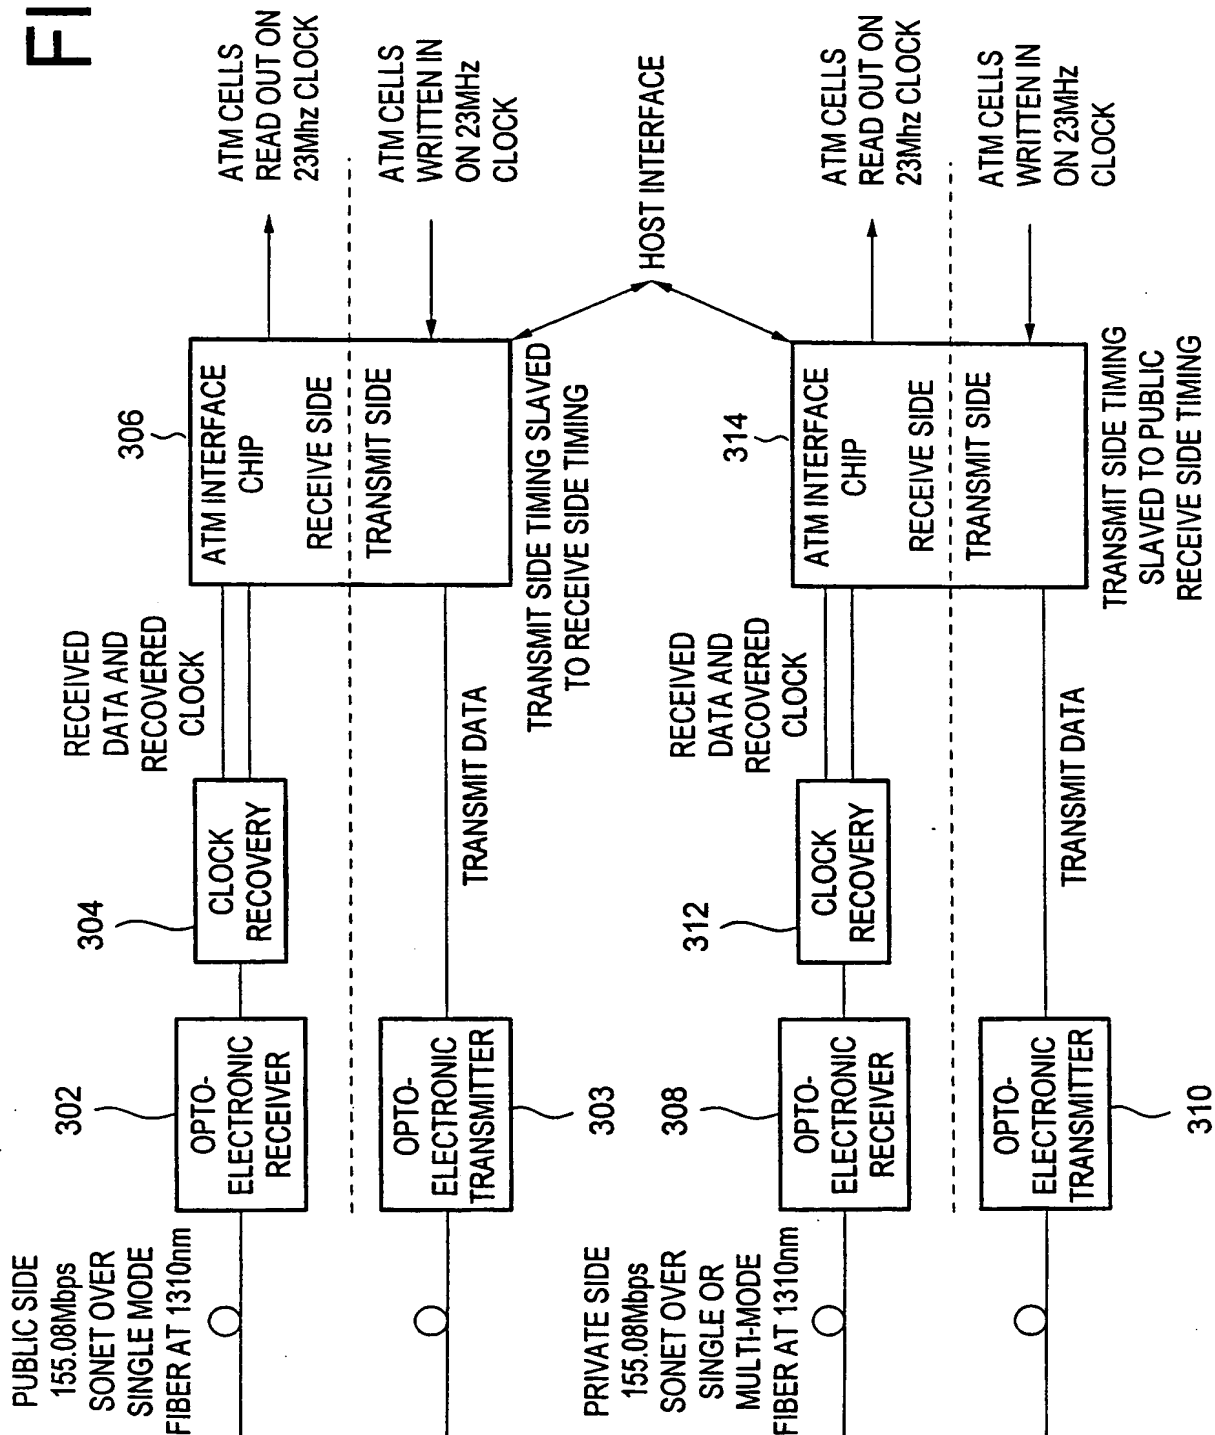 FI
PUBLIC SIDE
155.08Mbps
SONET OVER
SINGLE MODE
FIBER AT 1310nm
302
OPTO-
ELECTRONIC
RECEIVER
304
CLOCK
RECOVERY
RECEIVED
DATA AND
RECOVERED
CLOCK
306
ATM INTERFACE
CHIP
RECEIVE SIDE
TRANSMIT SIDE
ATM CELLS
READ OUT ON
23Mhz CLOCK
ATM CELLS
WRITTEN IN
ON 23MHz
CLOCK
OPTO-
ELECTRONIC
TRANSMITTER
303
TRANSMIT DATA
TRANSMIT SIDE TIMING SLAVED
TO RECEIVE SIDE TIMING
HOST INTERFACE
PRIVATE SIDE
155.08Mbps
SONET OVER
SINGLE OR
MULTI-MODE
FIBER AT 1310nm
308
OPTO-
ELECTRONIC
RECEIVER
312
CLOCK
RECOVERY
RECEIVED
DATA AND
RECOVERED
CLOCK
314
ATM INTERFACE
CHIP
RECEIVE SIDE
TRANSMIT SIDE
ATM CELLS
READ OUT ON
23Mhz CLOCK
ATM CELLS
WRITTEN IN
ON 23MHz
CLOCK
OPTO-
ELECTRONIC
TRANSMITTER
310
TRANSMIT DATA
TRANSMIT SIDE TIMING
SLAVED TO PUBLIC
RECEIVE SIDE TIMING